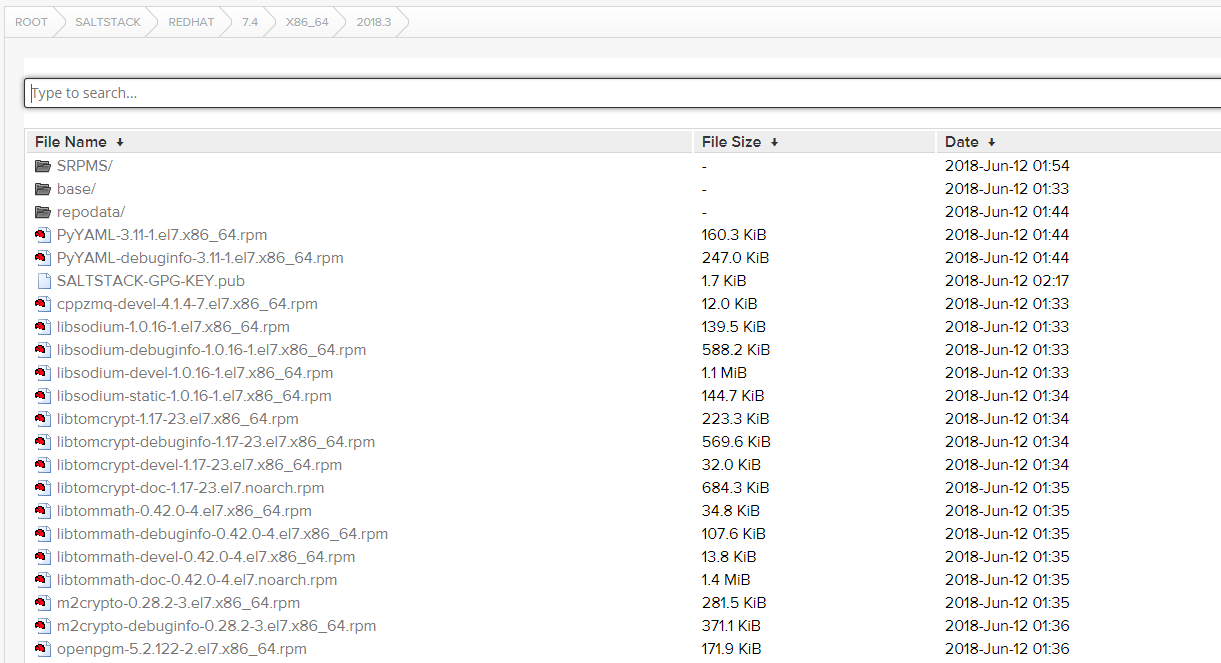 ROOT SALTSTACK REDHAT 7.4 X86_64 2018.3
Type to search...
File Name ↓ File Size ↓ Date ↓
SRPMS/ - 2018-Jun-12 01:54
base/ - 2018-Jun-12 01:33
repodata/ - 2018-Jun-12 01:44
PyYAML-3.11-1.el7.x86_64.rpm 160.3 KiB 2018-Jun-12 01:44
PyYAML-debuginfo-3.11-1.el7.x86_64.rpm 247.0 KiB 2018-Jun-12 01:44
SALTSTACK-GPG-KEY.pub 1.7 KiB 2018-Jun-12 02:17
cppzmq-devel-4.1.4-7.el7.x86_64.rpm 12.0 KiB 2018-Jun-12 01:33
libsodium-1.0.16-1.el7.x86_64.rpm 139.5 KiB 2018-Jun-12 01:33
libsodium-debuginfo-1.0.16-1.el7.x86_64.rpm 588.2 KiB 2018-Jun-12 01:33
libsodium-devel-1.0.16-1.el7.x86_64.rpm 1.1 MiB 2018-Jun-12 01:33
libsodium-static-1.0.16-1.el7.x86_64.rpm 144.7 KiB 2018-Jun-12 01:34
libtomcrypt-1.17-23.el7.x86_64.rpm 223.3 KiB 2018-Jun-12 01:34
libtomcrypt-debuginfo-1.17-23.el7.x86_64.rpm 569.6 KiB 2018-Jun-12 01:34
libtomcrypt-devel-1.17-23.el7.x86_64.rpm 32.0 KiB 2018-Jun-12 01:34
libtomcrypt-doc-1.17-23.el7.noarch.rpm 684.3 KiB 2018-Jun-12 01:35
libtommath-0.42.0-4.el7.x86_64.rpm 34.8 KiB 2018-Jun-12 01:35
libtommath-debuginfo-0.42.0-4.el7.x86_64.rpm 107.6 KiB 2018-Jun-12 01:35
libtommath-devel-0.42.0-4.el7.x86_64.rpm 13.8 KiB 2018-Jun-12 01:35
libtommath-doc-0.42.0-4.el7.noarch.rpm 1.4 MiB 2018-Jun-12 01:35
m2crypto-0.28.2-3.el7.x86_64.rpm 281.5 KiB 2018-Jun-12 01:35
m2crypto-debuginfo-0.28.2-3.el7.x86_64.rpm 371.1 KiB 2018-Jun-12 01:36
openpgm-5.2.122-2.el7.x86_64.rpm 171.9 KiB 2018-Jun-12 01:36